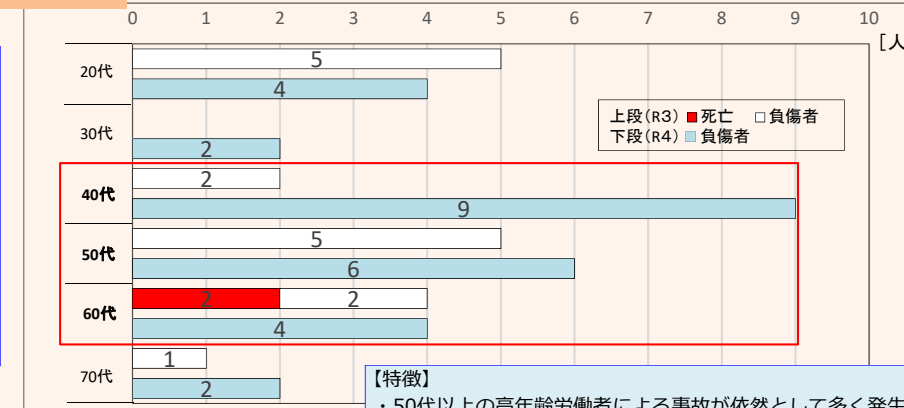 0 1 2 3 4 5 6 7 8 9 10
[人
20代
5
4
上段(R3) 死亡 負傷者
下段(R4) 負傷者
30代
2
40代
2
9
50代
5
6
60代
2 2
4
70代
1
2
【特徴】
・50代以上の高年齢労働者による事故が依然として多く発生